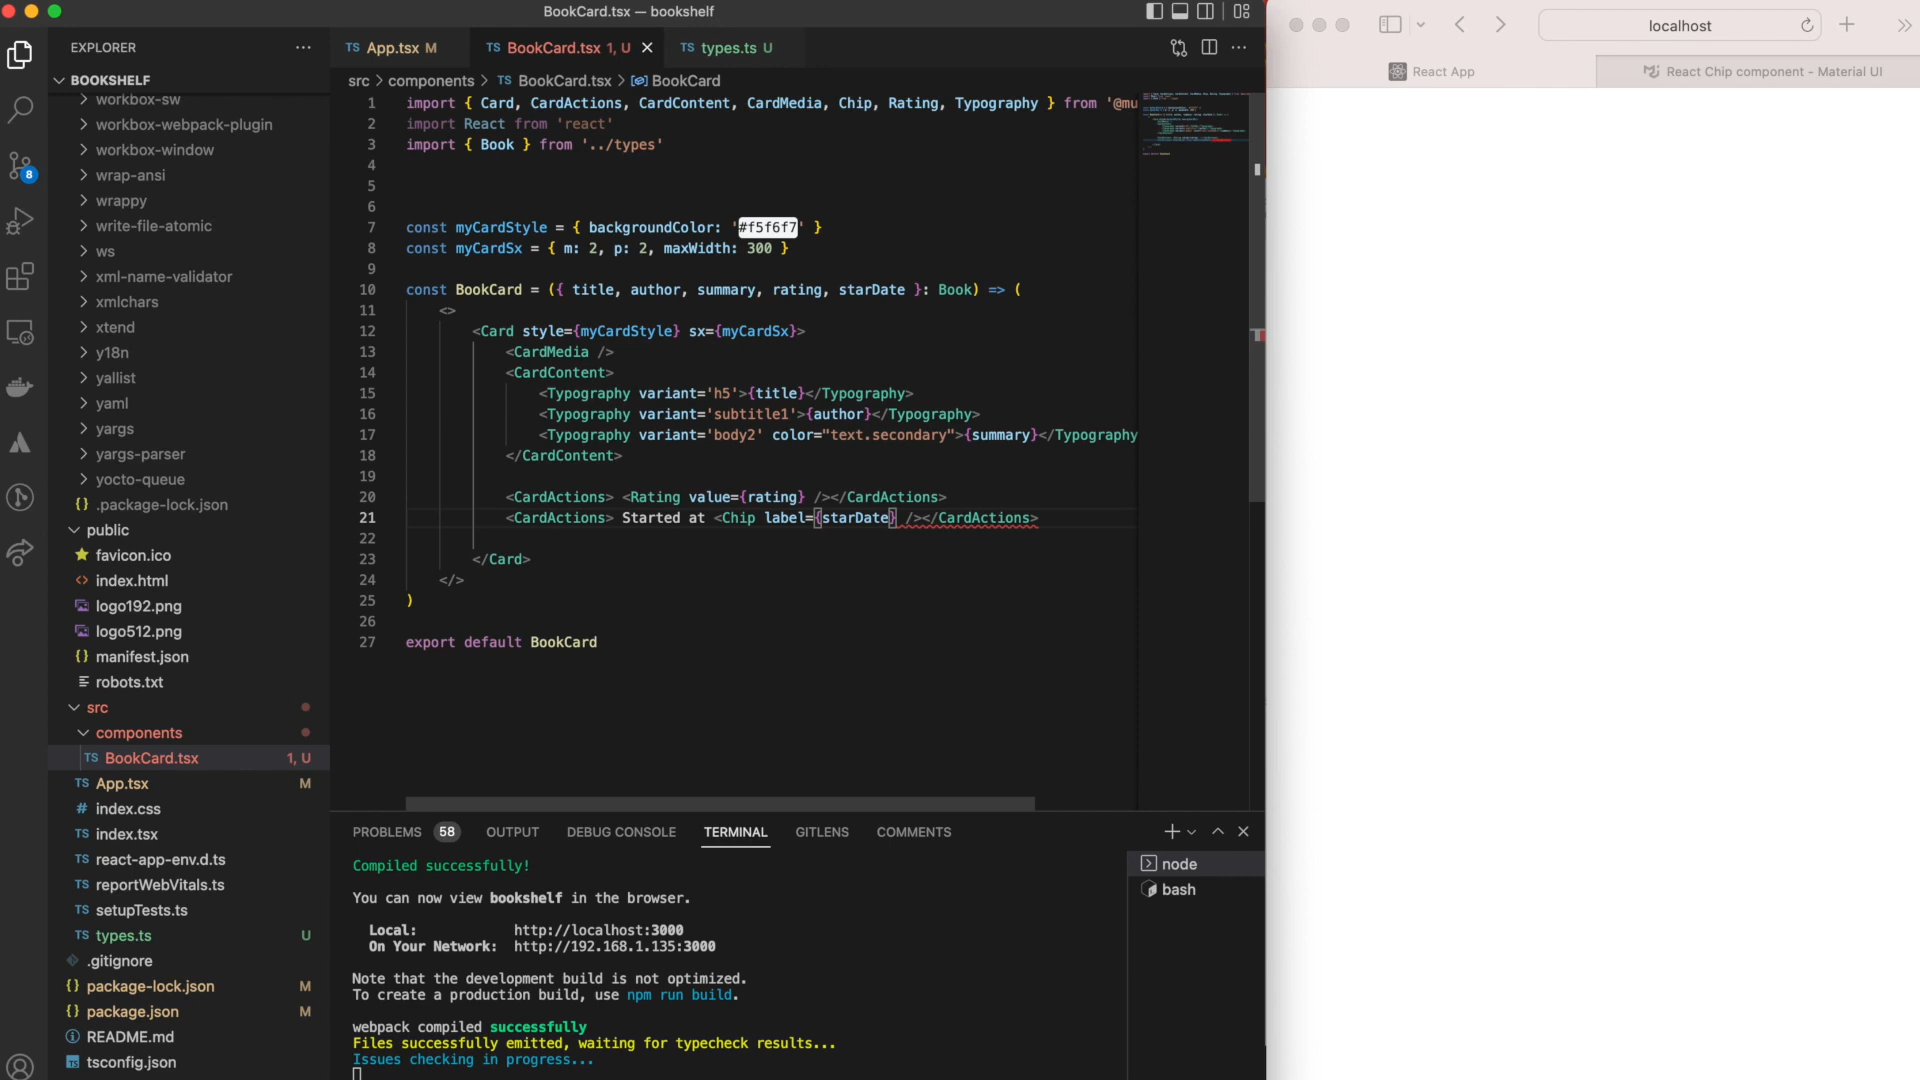 BookCard.tsx — bookshelf
localhost
EXPLORER
TS App.tsx M
TS BookCard.tsx 1, U
TS types.ts U
React App
React Chip component - Material UI
BOOKSHELF
src > components > TS BookCard.tsx > BookCard
workbox-sw
workbox-webpack-plugin
workbox-window
wrap-ansi
wrappy
write-file-atomic
ws
xml-name-validator
xmlchars
xtend
y18n
yallist
yaml
yargs
yargs-parser
yocto-queue
{} .package-lock.json
public
favicon.ico
<> index.html
logo192.png
logo512.png
{} manifest.json
robots.txt
src
components
TS BookCard.tsx 1, U
TS App.tsx M
# index.css
TS index.tsx
TS react-app-env.d.ts
TS reportWebVitals.ts
TS setupTests.ts
TS types.ts U
.gitignore
{} package-lock.json M
{} package.json M
README.md
tsconfig.json
8
1 import { Card, CardActions, CardContent, CardMedia, Chip, Rating, Typography } from '@mu
2 import React from 'react'
3 import { Book } from '../types'
4
5
6
7 const myCardStyle = { backgroundColor: '#f5f6f7' }
8 const myCardSx = { m: 2, p: 2, maxWidth: 300 }
9
10 const BookCard = ({ title, author, summary, rating, starDate }: Book) => (
11 <>
12 <Card style={myCardStyle} sx={myCardSx}>
13 <CardMedia />
14 <CardContent>
15 <Typography variant='h5'>{title}</Typography>
16 <Typography variant='subtitle1'>{author}</Typography>
17 <Typography variant='body2' color="text.secondary">{summary}</Typography
18 </CardContent>
19
20 <CardActions> <Rating value={rating} /></CardActions>
21 <CardActions> Started at <Chip label={starDate} /></CardActions>
22
23 </Card>
24 </>
25 )
26
27 export default BookCard
PROBLEMS 58 OUTPUT DEBUG CONSOLE TERMINAL GITLENS COMMENTS
Compiled successfully!
You can now view bookshelf in the browser.
Local: http://localhost:3000
On Your Network: http://192.168.1.135:3000
Note that the development build is not optimized.
To create a production build, use npm run build.
webpack compiled successfully
Files successfully emitted, waiting for typecheck results...
Issues checking in progress...
node
bash